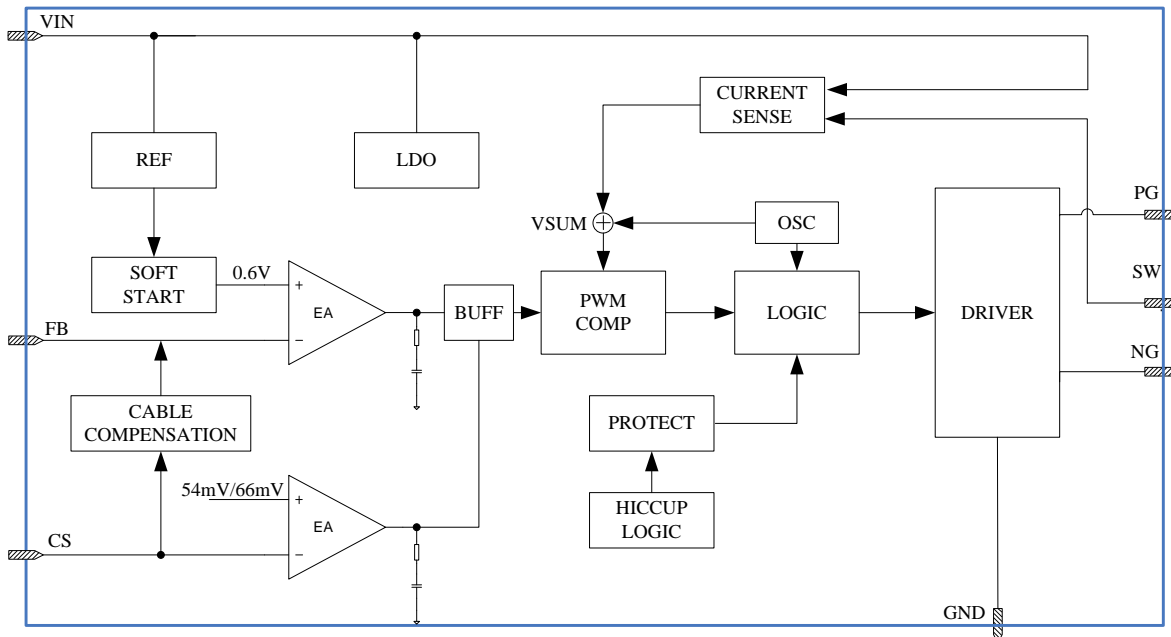 VIN
CURRENT
SENSE
REF
LDO
PG
VSUM
OSC
SOFT
START
0.6V
+
EA
−
BUFF
PWM
COMP
LOGIC
DRIVER
SW
FB
NG
CABLE
COMPENSATION
PROTECT
54mV/66mV
+
EA
−
HICCUP
LOGIC
CS
GND